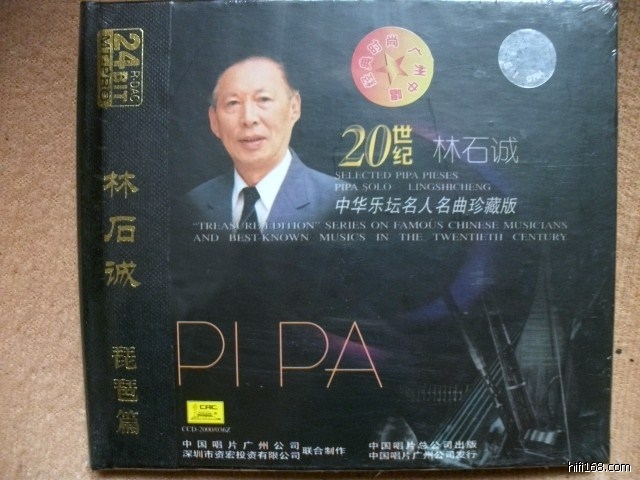 24BIT
R-DAC
林石诚
琵琶篇
20世纪
林石诚
SELECTED PIPA PIESES
PIPA SOLO LINGSHICHENG
中华乐坛名人名曲珍藏版
"TREASURE EDITION" SERIES ON FAMOUS CHINESE MUSICIANS
AND BEST-KNOWN MUSICS IN THE TWENTIETH CENTURY
PI PA
CRC
中国唱片广州公司
深圳市资宏投资有限公司
联合制作
中国唱片总公司出版
中国唱片广州公司发行
hifi168.com